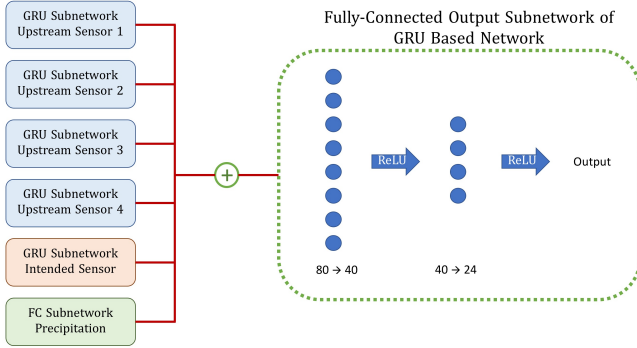 GRU Subnetwork
Upstream Sensor 1
GRU Subnetwork
Upstream Sensor 2
GRU Subnetwork
Upstream Sensor 3
GRU Subnetwork
Upstream Sensor 4
GRU Subnetwork
Intended Sensor
FC Subnetwork
Precipitation
+
Fully-Connected Output Subnetwork of
GRU Based Network
ReLU
ReLU
Output
80 → 40
40 → 24